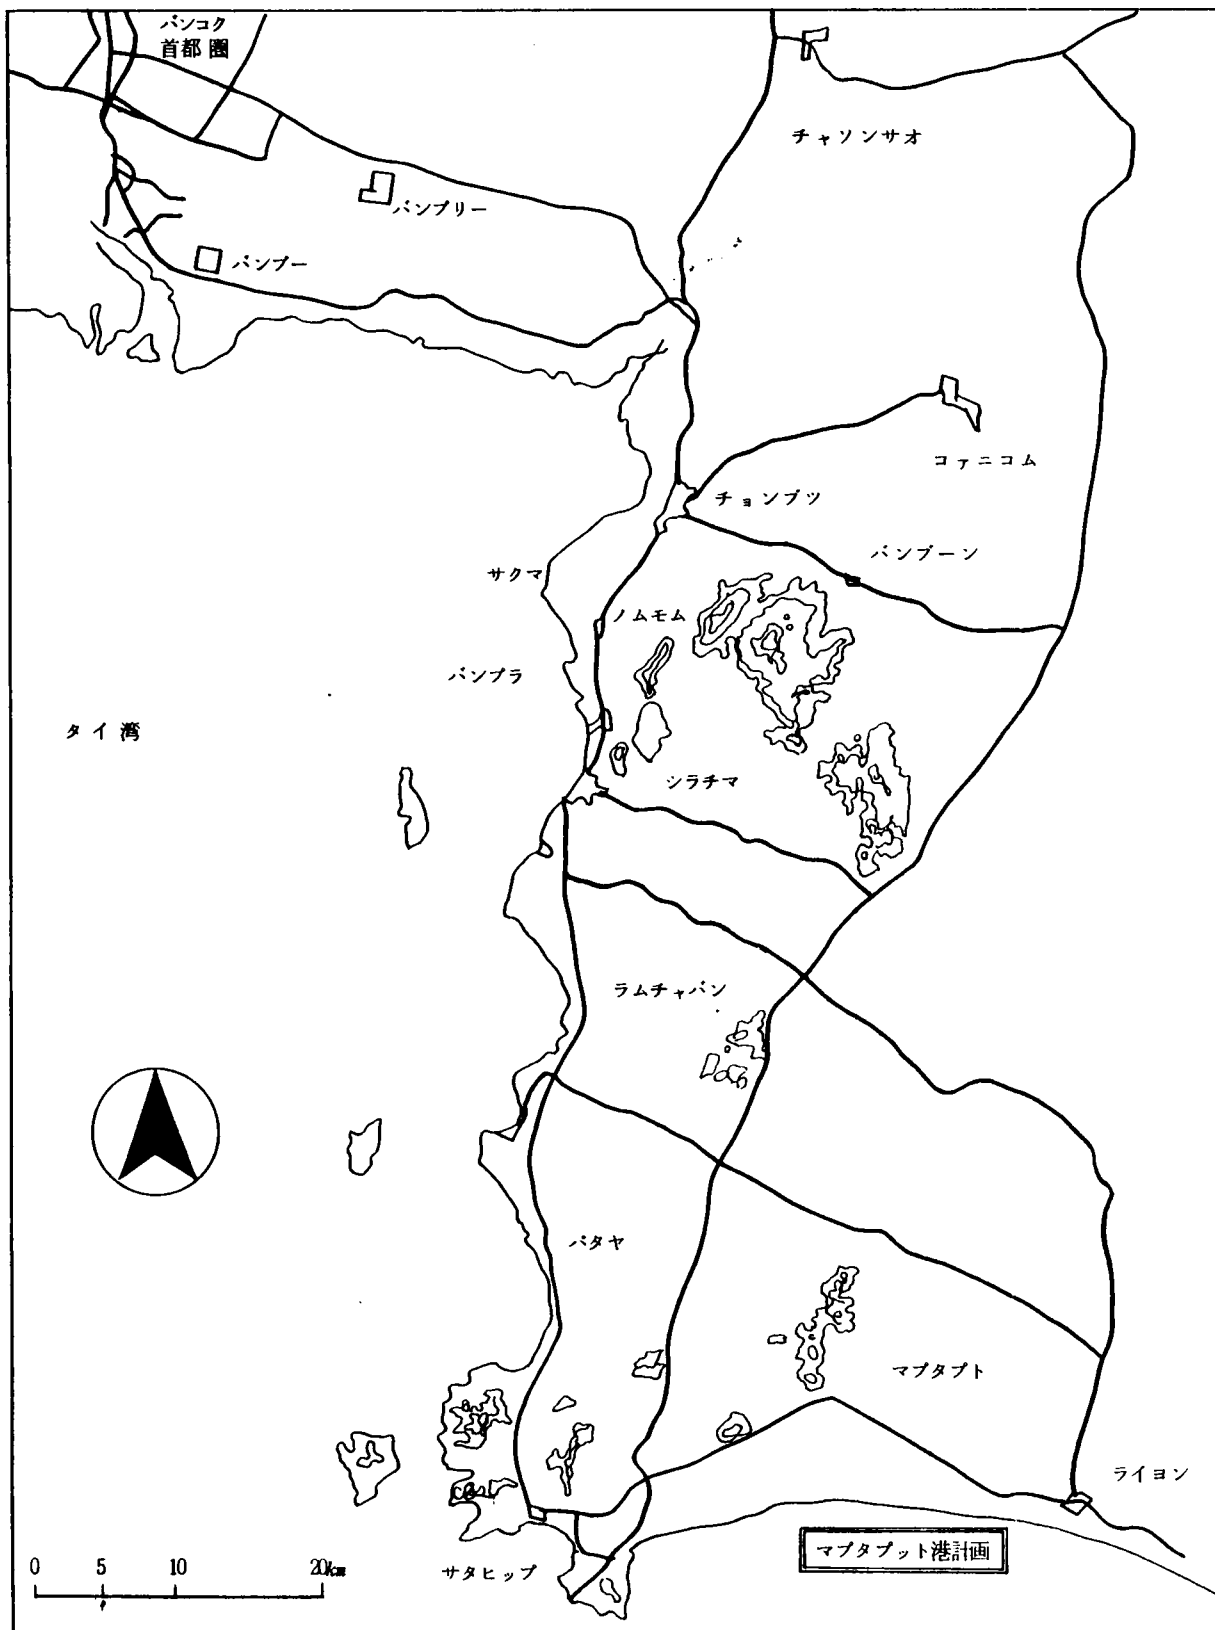 バンコク
首都圏
チャソンサオ
バンプリー
バンプー
コァニコム
チョンブツ
バンブーン
サクマ
ノムモム
バンプラ
タイ湾
シラチマ
ラムチャバン
パタヤ
マプタプト
ライヨン
マプタプット港計画
サタヒップ
0 5 10 20km